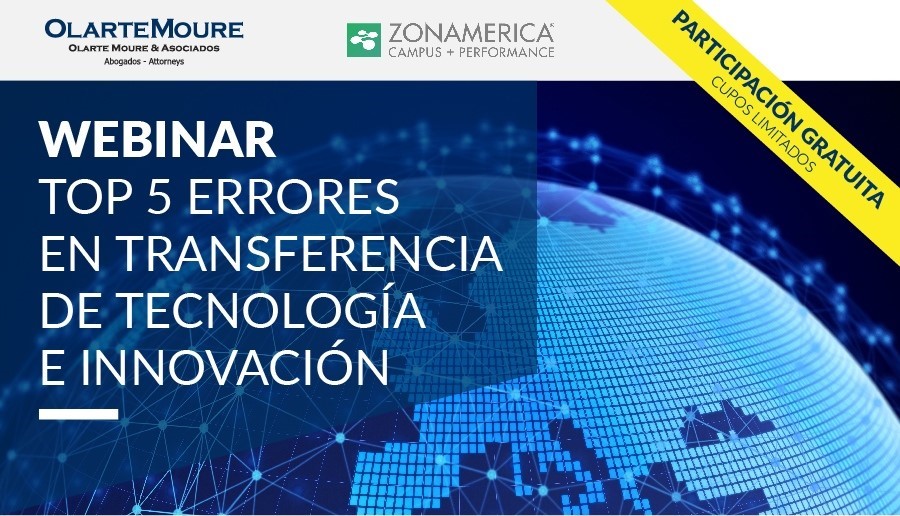 OLARTEMOURE
OLARTE MOURE & ASOCIADOS
Abogados - Attorneys
ZONAMERICA
CAMPUS + PERFORMANCE
PARTICIPACIÓN GRATUITA
CUPOS LIMITADOS
WEBINAR
TOP 5 ERRORES
EN TRANSFERENCIA
DE TECNOLOGÍA
E INNOVACIÓN